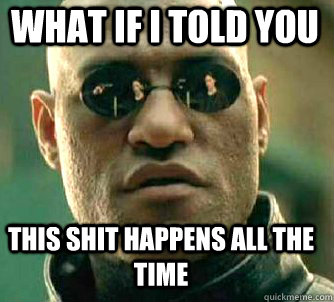 WHAT IF I TOLD YOU
THIS SHIT HAPPENS ALL THE
TIME
quickmeme.com